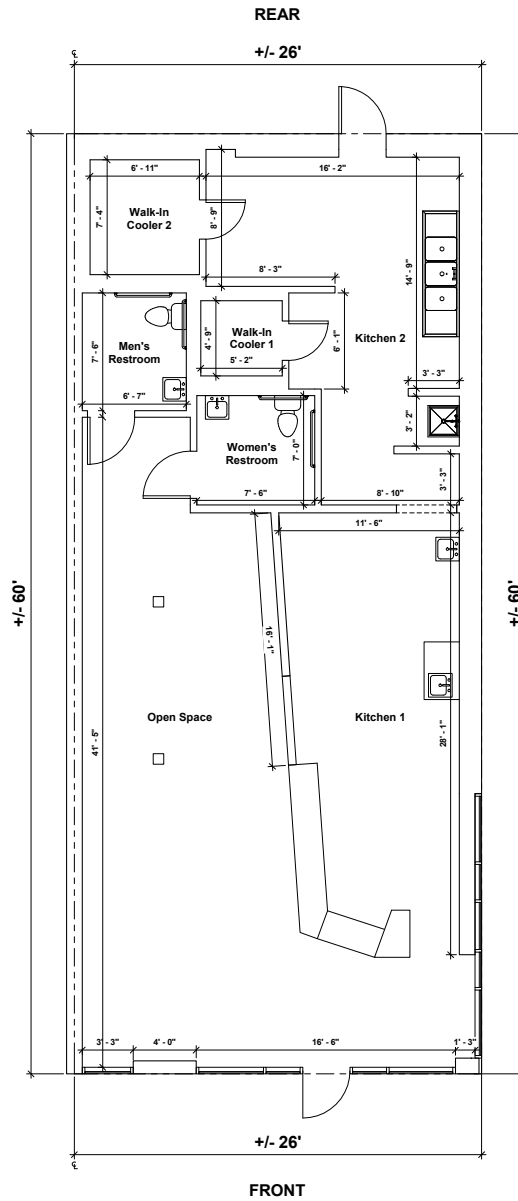 REAR
℄
+/- 26'
6' - 11"
16' - 2"
7' - 4"
Walk-In
Cooler 2
8' - 9"
14' - 9"
8' - 3"
7' - 6"
Men's
Restroom
4' - 9"
Walk-In
Cooler 1
5' - 2"
6' - 1"
Kitchen 2
3' - 3"
6' - 7"
3' - 2"
Women's
Restroom
7' - 0"
3' - 3"
7' - 6"
8' - 10"
11' - 6"
+/- 60'
+/- 60'
16' - 1"
Open Space
Kitchen 1
41' - 5"
28' - 1"
3' - 3"
4' - 0"
16' - 6"
1' - 3"
+/- 26'
℄
FRONT